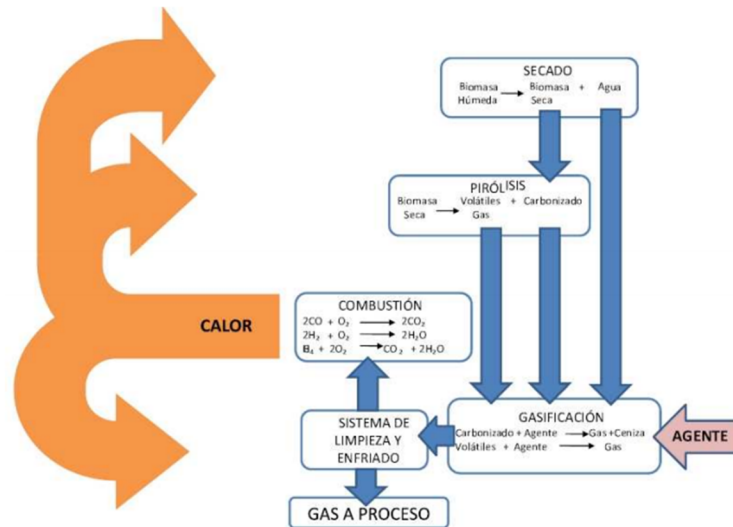 SECADO
Biomasa → Biomasa + Agua
Húmeda Seca
PIRÓLISIS
Biomasa → Volátiles + Carbonizado
Seca Gas
COMBUSTIÓN
2CO + O₂ → 2CO₂
2H₂ + O₂ → 2H₂O
H₄ + 2O₂ → CO₂ + 2H₂O
CALOR
GASIFICACIÓN
Carbonizado + Agente → Gas +Ceniza
Volátiles + Agente → Gas
AGENTE
SISTEMA DE
LIMPIEZA Y
ENFRIADO
GAS A PROCESO